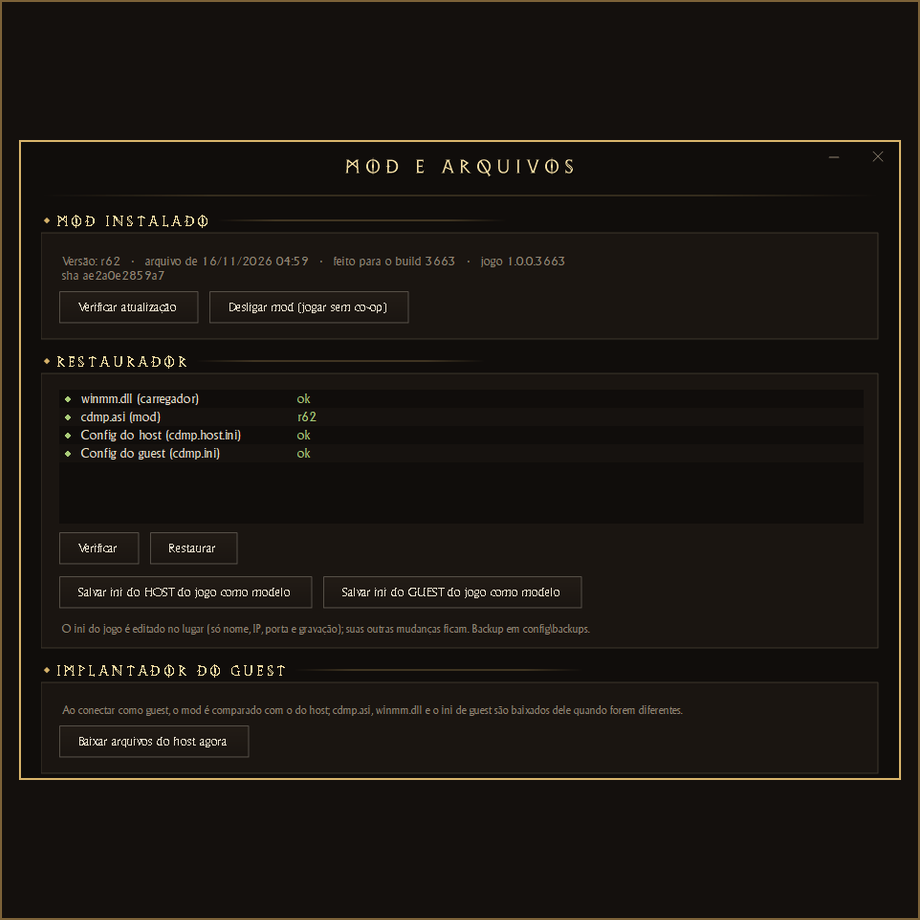 MOD E ARQUIVOS
MOD INSTALADO
Versão: r62 · arquivo de 16/11/2026 04:59 · feito para o build 3663 · jogo 1.0.0.3663
sha ae2a0e2859a7
Verificar atualização Desligar mod (jogar sem co-op)
RESTAURADOR
winmm.dll (carregador) ok
cdmp.asi (mod) r62
Config do host (cdmp.host.ini) ok
Config do guest (cdmp.ini) ok
Verificar Restaurar
Salvar ini do HOST do jogo como modelo Salvar ini do GUEST do jogo como modelo
O ini do jogo é editado no lugar (só nome, IP, porta e gravação); suas outras mudanças ficam. Backup em config\backups.
IMPLANTADOR DO GUEST
Ao conectar como guest, o mod é comparado com o do host; cdmp.asi, winmm.dll e o ini de guest são baixados dele quando forem diferentes.
Baixar arquivos do host agora